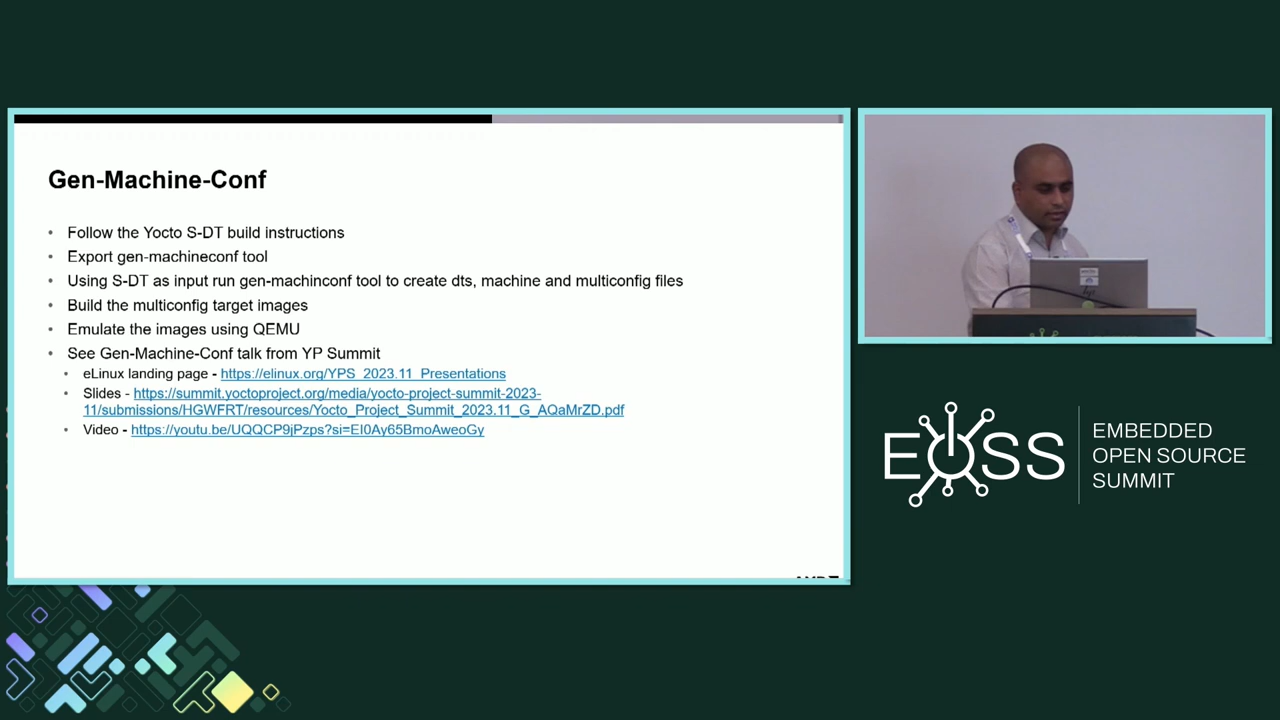 Gen-Machine-Conf
• Follow the Yocto S-DT build instructions
• Export gen-machineconf tool
• Using S-DT as input run gen-machinconf tool to create dts, machine and multiconfig files
• Build the multiconfig target images
• Emulate the images using QEMU
• See Gen-Machine-Conf talk from YP Summit
• eLinux landing page - https://elinux.org/YPS_2023.11_Presentations
• Slides - https://summit.yoctoproject.org/media/yocto-project-summit-2023-
11/submissions/HGWFRT/resources/Yocto_Project_Summit_2023.11_G_AQaMrZD.pdf
• Video - https://youtu.be/UQQCP9jPzps?si=EI0Ay65BmoAweoGy
EOSS
EMBEDDED
OPEN SOURCE
SUMMIT